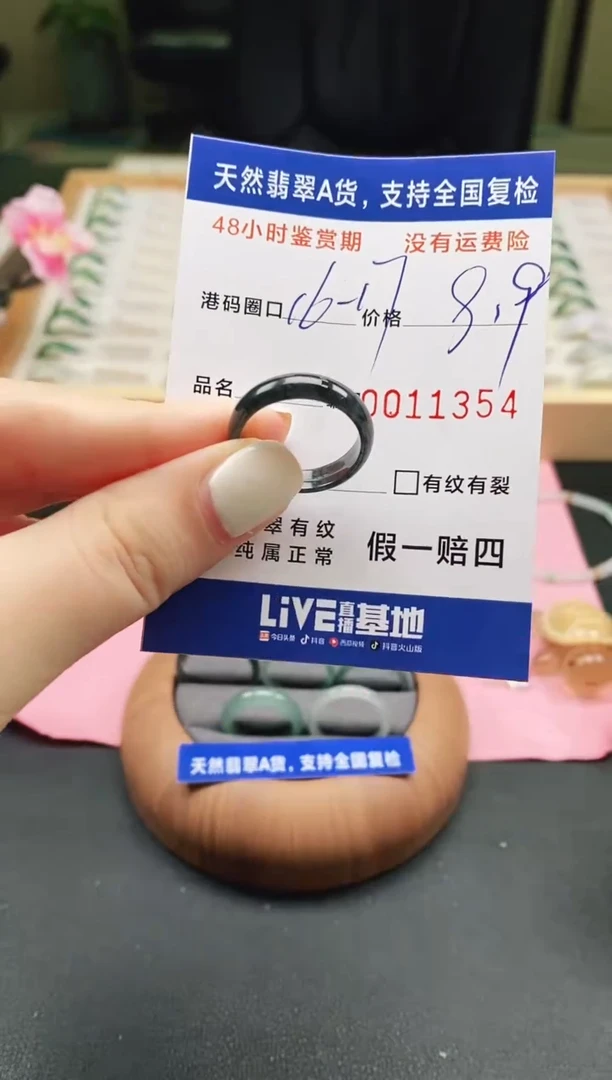 天然翡翠A货，支持全国复检
48小时鉴赏期 没有运费险
港码圈口 16-17 价格 8.9
品名 0011354
□有纹有裂
翠有纹
纯属正常 假一赔四
LiVE直播基地
今日头条 抖音 西瓜视频 抖音火山版
天然翡翠A货，支持全国复检